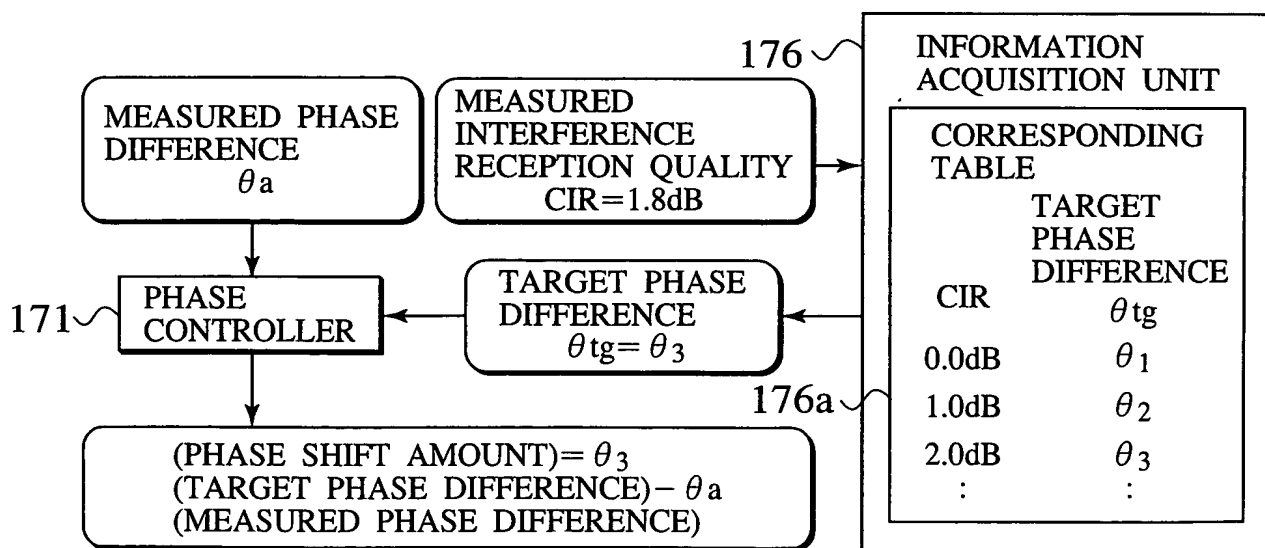 176
INFORMATION
ACQUISITION UNIT
MEASURED PHASE
DIFFERENCE
θa
MEASURED
INTERFERENCE
RECEPTION QUALITY
CIR=1.8dB
CORRESPONDING
TABLE
TARGET
PHASE
DIFFERENCE
CIR
θtg
0.0dB θ1
1.0dB θ2
2.0dB θ3
: :
176a
171
PHASE
CONTROLLER
TARGET PHASE
DIFFERENCE
θtg=θ3
(PHASE SHIFT AMOUNT)=θ3
(TARGET PHASE DIFFERENCE)-θa
(MEASURED PHASE DIFFERENCE)